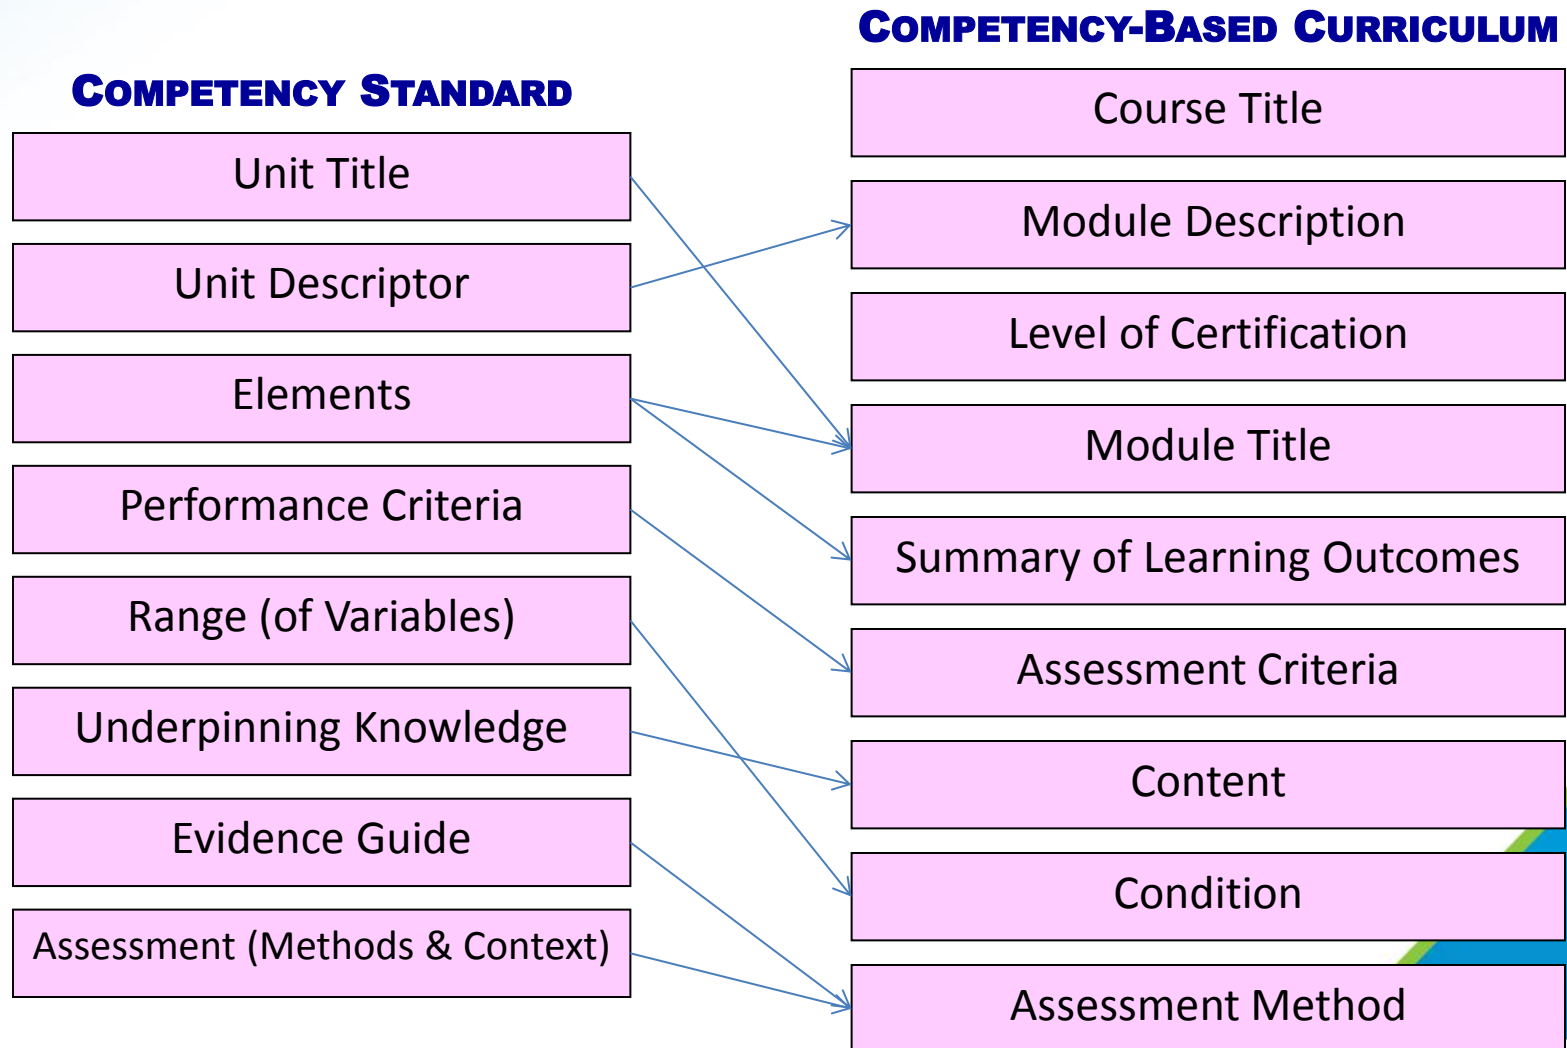 COMPETENCY STANDARD
Unit Title
Unit Descriptor
Elements
Performance Criteria
Range (of Variables)
Underpinning Knowledge
Evidence Guide
Assessment (Methods & Context)
COMPETENCY-BASED CURRICULUM
Course Title
Module Description
Level of Certification
Module Title
Summary of Learning Outcomes
Assessment Criteria
Content
Condition
Assessment Method